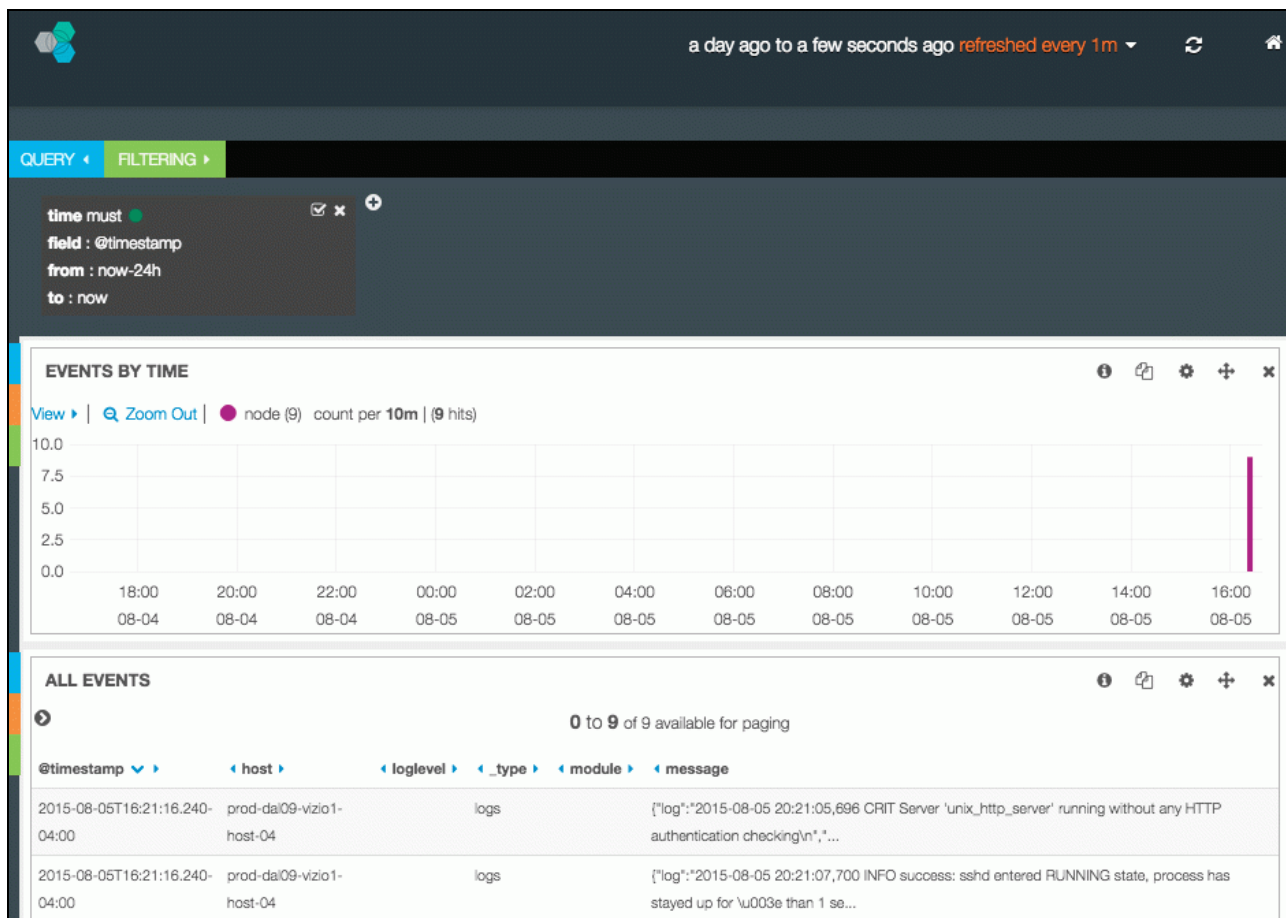 a day ago to a few seconds ago refreshed every 1m
QUERY FILTERING
time must
field : @timestamp
from : now-24h
to : now
EVENTS BY TIME
View | Zoom Out | node (9) count per 10m | (9 hits)
10.0
7.5
5.0
2.5
0.0
18:00 20:00 22:00 00:00 02:00 04:00 06:00 08:00 10:00 12:00 14:00 16:00
08-04 08-04 08-04 08-05 08-05 08-05 08-05 08-05 08-05 08-05 08-05 08-05
ALL EVENTS
0 to 9 of 9 available for paging
@timestamp host loglevel _type module message
2015-08-05T16:21:16.240- prod-dal09-vizio1- logs {"log":"2015-08-05 20:21:05,696 CRIT Server 'unix_http_server' running without any HTTP
04:00 host-04 authentication checking\n","...
2015-08-05T16:21:16.240- prod-dal09-vizio1- logs {"log":"2015-08-05 20:21:07,700 INFO success: sshd entered RUNNING state, process has
04:00 host-04 stayed up for \u003e than 1 se...